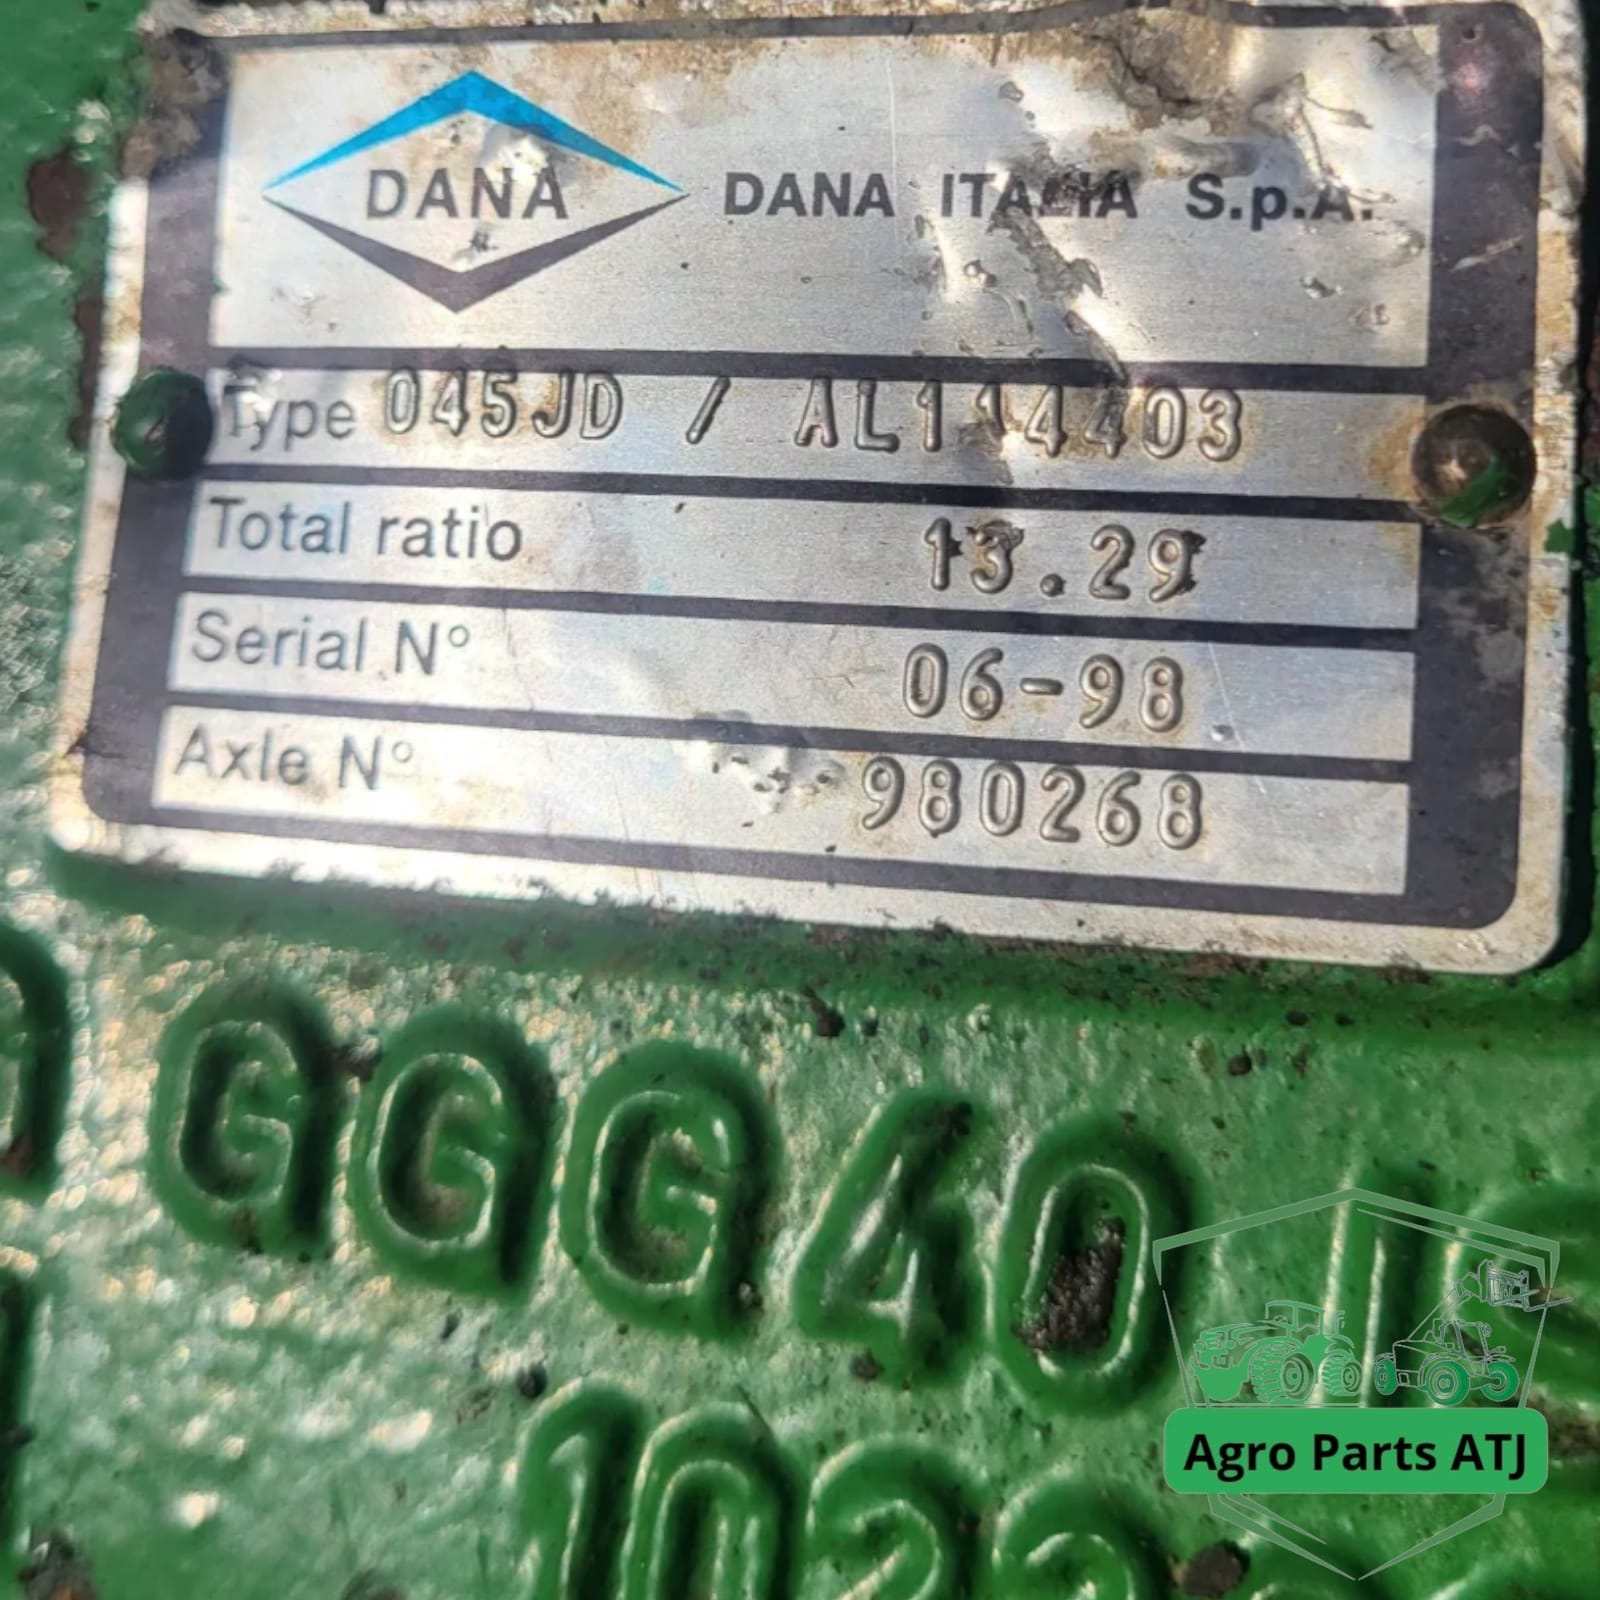 DANA
DANA ITALIA S.p.A.
Type 045JD / AL114403
Total ratio 13.29
Serial N° 06-98
Axle N° 980268
GGG40
Agro Parts ATJ